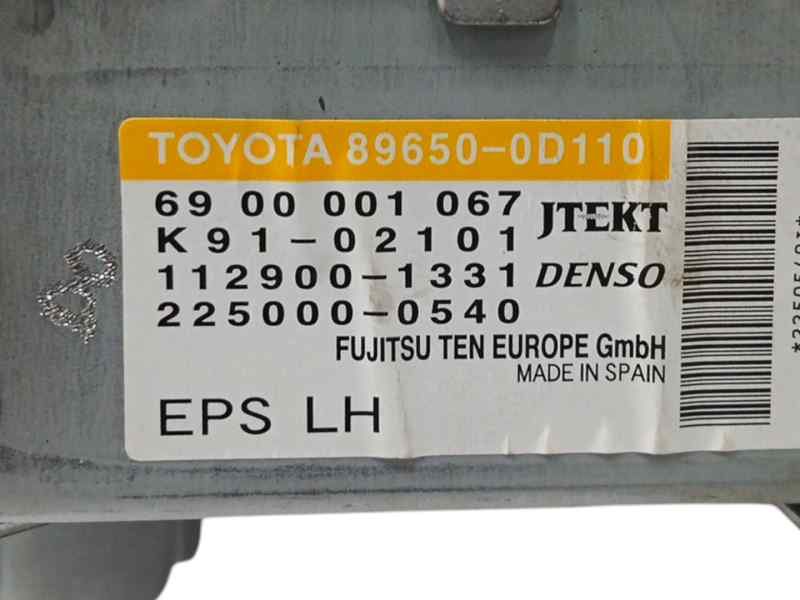 TOYOTA 89650-0D110
69 00 001 067 JTEKT
K91-02101
112900-1331 DENSO
225000-0540
FUJITSU TEN EUROPE GmbH
MADE IN SPAIN
EPS LH